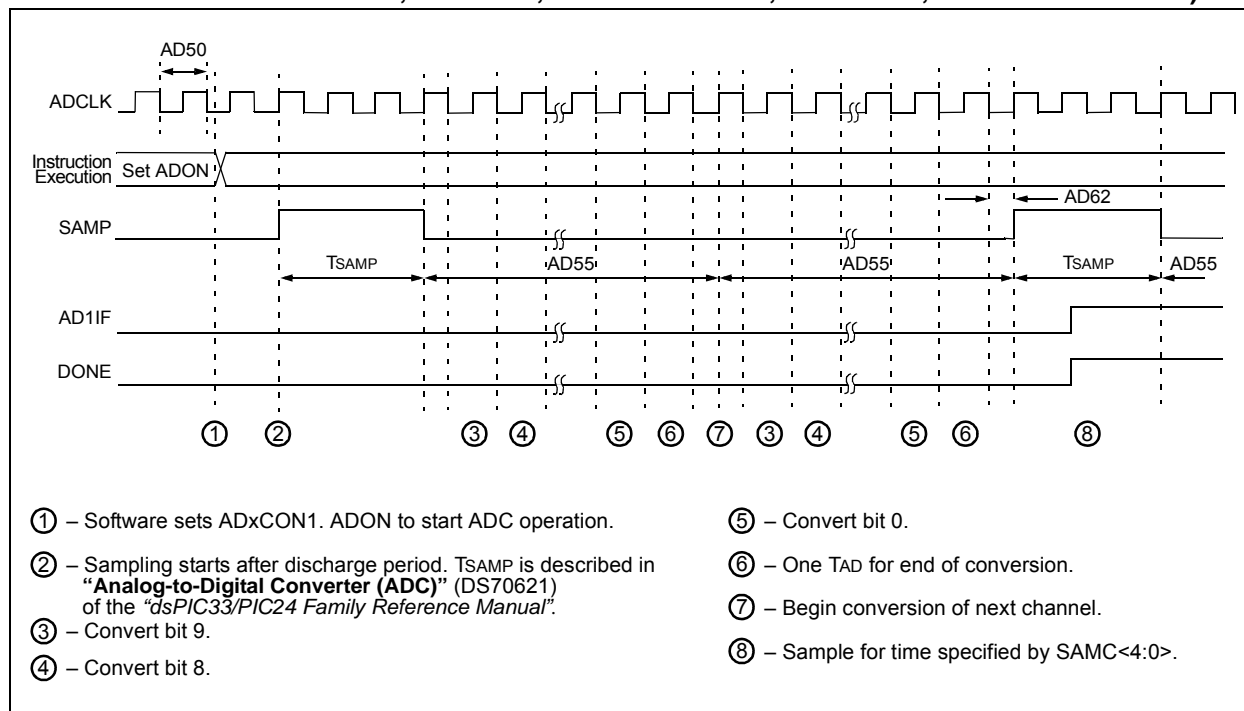 AD50
ADCLK
Instruction
Execution
Set ADON
SAMP
AD62
TSAMP
AD55
AD55
TSAMP
AD55
AD1IF
DONE
1 2 3 4 5 6 7 3 4 5 6 8
1 – Software sets ADxCON1. ADON to start ADC operation.
2 – Sampling starts after discharge period. TSAMP is described in
“Analog-to-Digital Converter (ADC)” (DS70621)
of the “dsPIC33/PIC24 Family Reference Manual”.
3 – Convert bit 9.
4 – Convert bit 8.
5 – Convert bit 0.
6 – One TAD for end of conversion.
7 – Begin conversion of next channel.
8 – Sample for time specified by SAMC<4:0>.